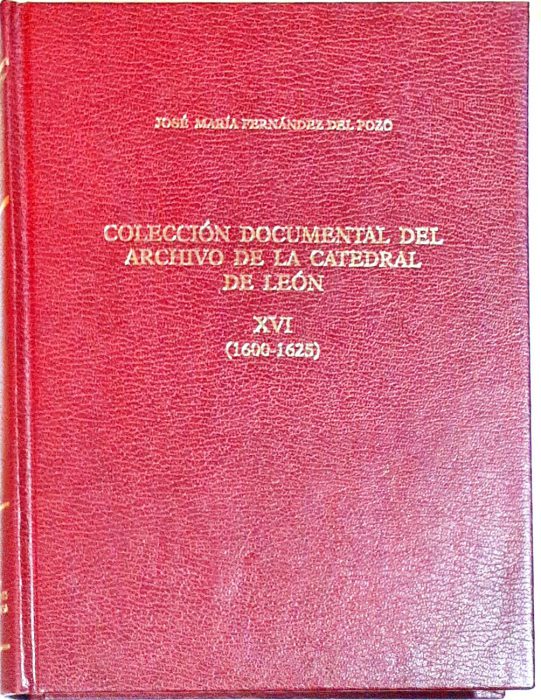 JOSÉ MARÍA FERNÁNDEZ DEL POZO
COLECCIÓN DOCUMENTAL DEL
ARCHIVO DE LA CATEDRAL
DE LEÓN
XVI
(1600-1625)